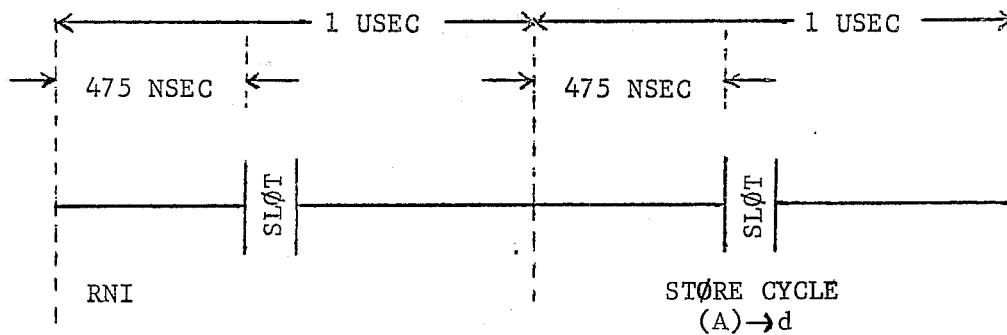 1 USEC 1 USEC
475 NSEC 475 NSEC
SLØT SLØT
RNI STØRE CYCLE
(A)→d